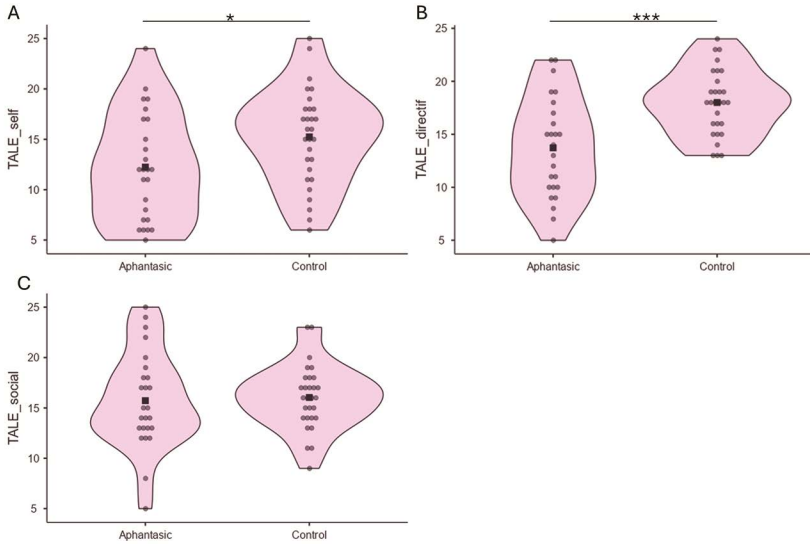 A
*
TALE_self
25
20
15
10
5
Aphantasic
Control
B
***
TALE_directif
25
20
15
10
5
Aphantasic
Control
C
TALE_social
25
20
15
10
5
Aphantasic
Control